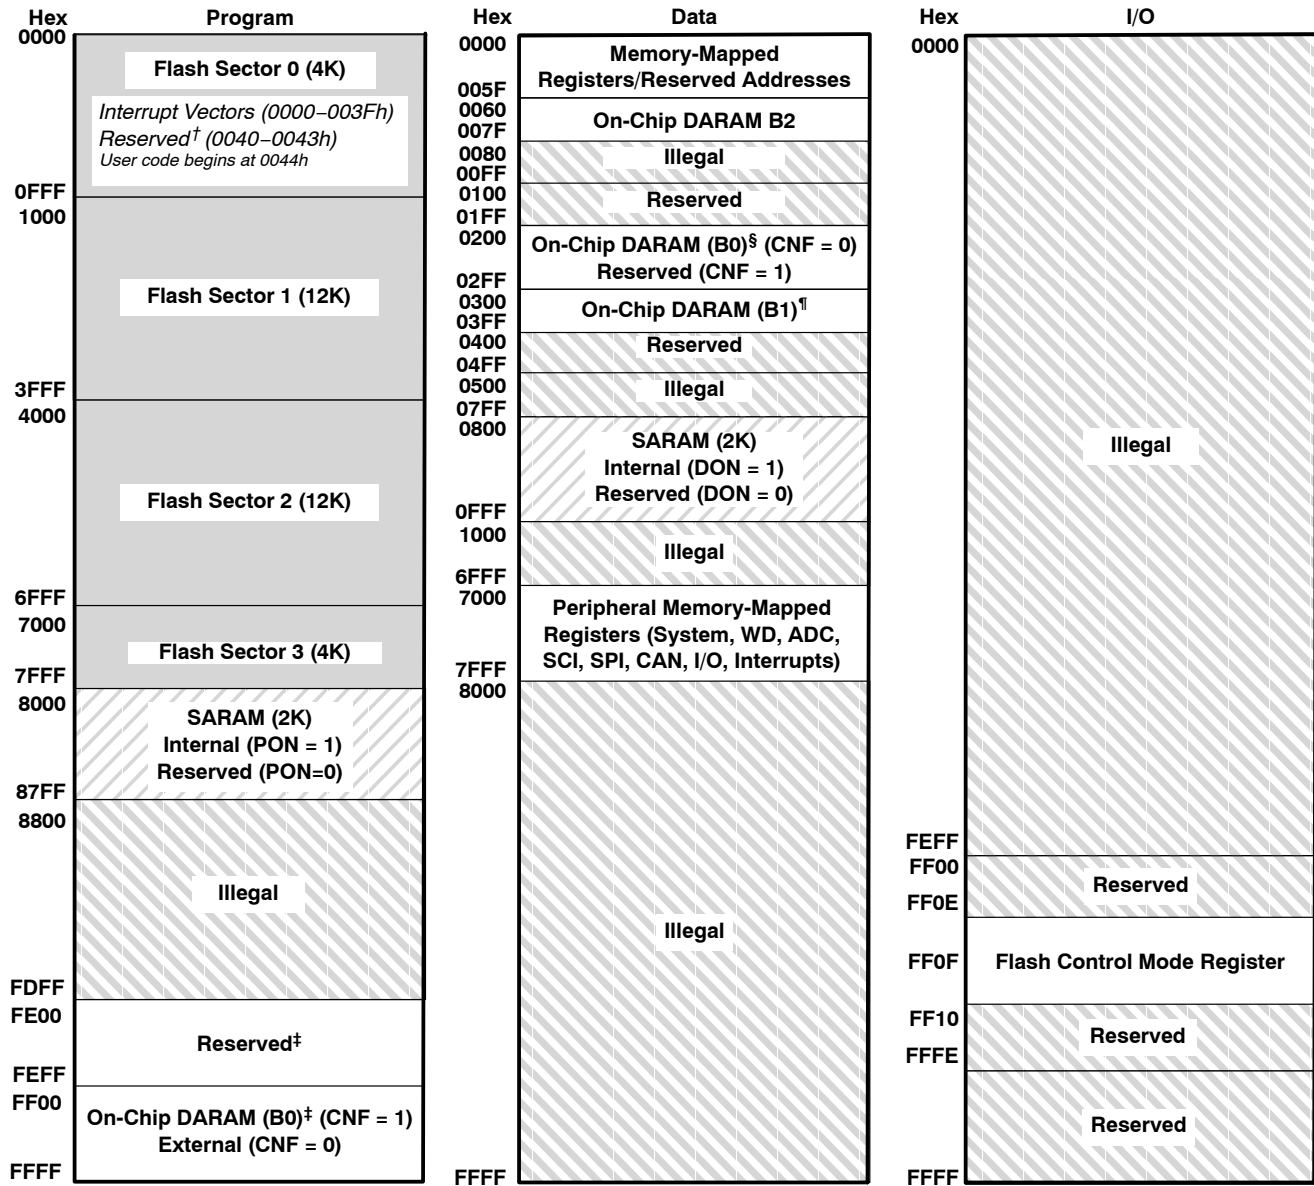 Hex Program
0000
Flash Sector 0 (4K)
Interrupt Vectors (0000–003Fh)
Reserved† (0040–0043h)
User code begins at 0044h
0FFF
1000
Flash Sector 1 (12K)
3FFF
4000
Flash Sector 2 (12K)
6FFF
7000
Flash Sector 3 (4K)
7FFF
8000
SARAM (2K)
Internal (PON = 1)
Reserved (PON=0)
87FF
8800
Illegal
FDFF
FE00
Reserved‡
FEFF
FF00
On-Chip DARAM (B0)‡ (CNF = 1)
External (CNF = 0)
FFFF
Hex Data
0000
Memory-Mapped
Registers/Reserved Addresses
005F
0060
On-Chip DARAM B2
007F
0080
Illegal
00FF
0100
Reserved
01FF
0200
On-Chip DARAM (B0)§ (CNF = 0)
Reserved (CNF = 1)
02FF
0300
On-Chip DARAM (B1)¶
03FF
0400
Reserved
04FF
0500
Illegal
07FF
0800
SARAM (2K)
Internal (DON = 1)
Reserved (DON = 0)
0FFF
1000
Illegal
6FFF
7000
Peripheral Memory-Mapped
Registers (System, WD, ADC,
SCI, SPI, CAN, I/O, Interrupts)
7FFF
8000
Illegal
FFFF
Hex I/O
0000
Illegal
FEFF
FF00
Reserved
FF0E
FF0F Flash Control Mode Register
FF10
Reserved
FFFE
Reserved
FFFF